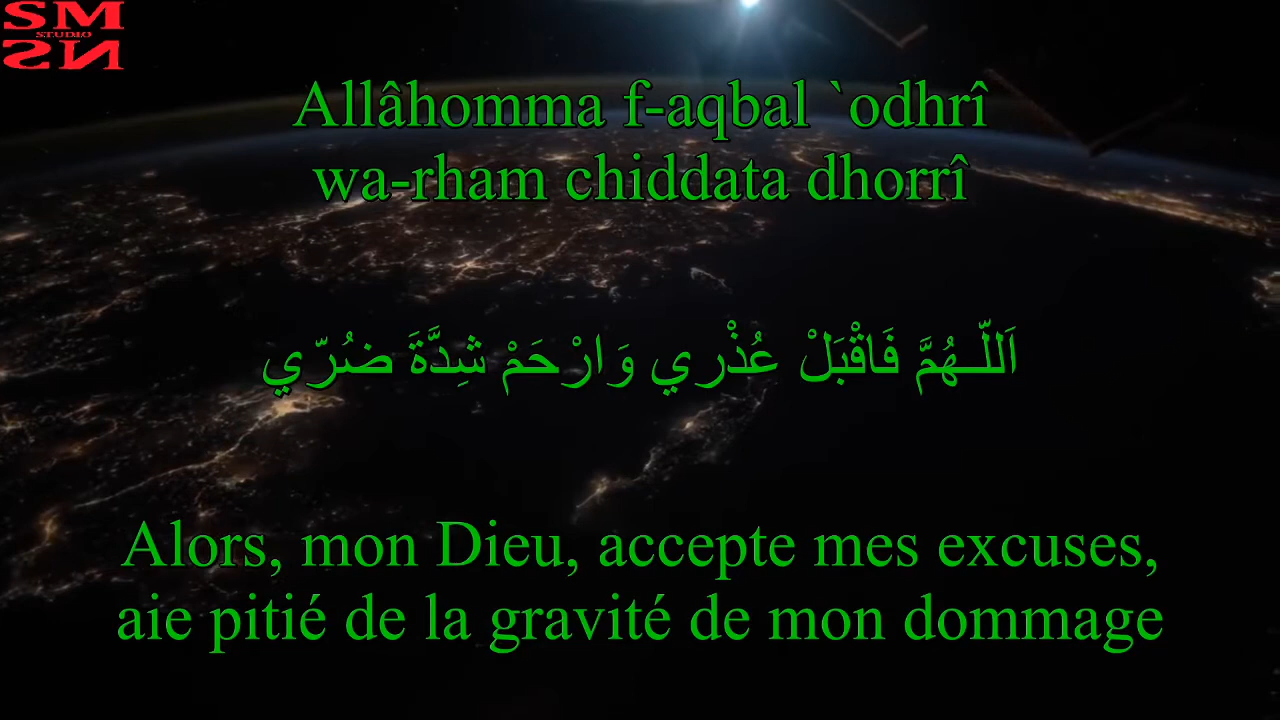 SM
STUDIO
SM
Allâhomma f-aqbal `odhrî
wa-rham chiddata dhorrî
اَللّـهُمَّ فَاقْبَلْ عُذْري وَارْحَمْ شِدَّةَ ضُرّي
Alors, mon Dieu, accepte mes excuses,
aie pitié de la gravité de mon dommage